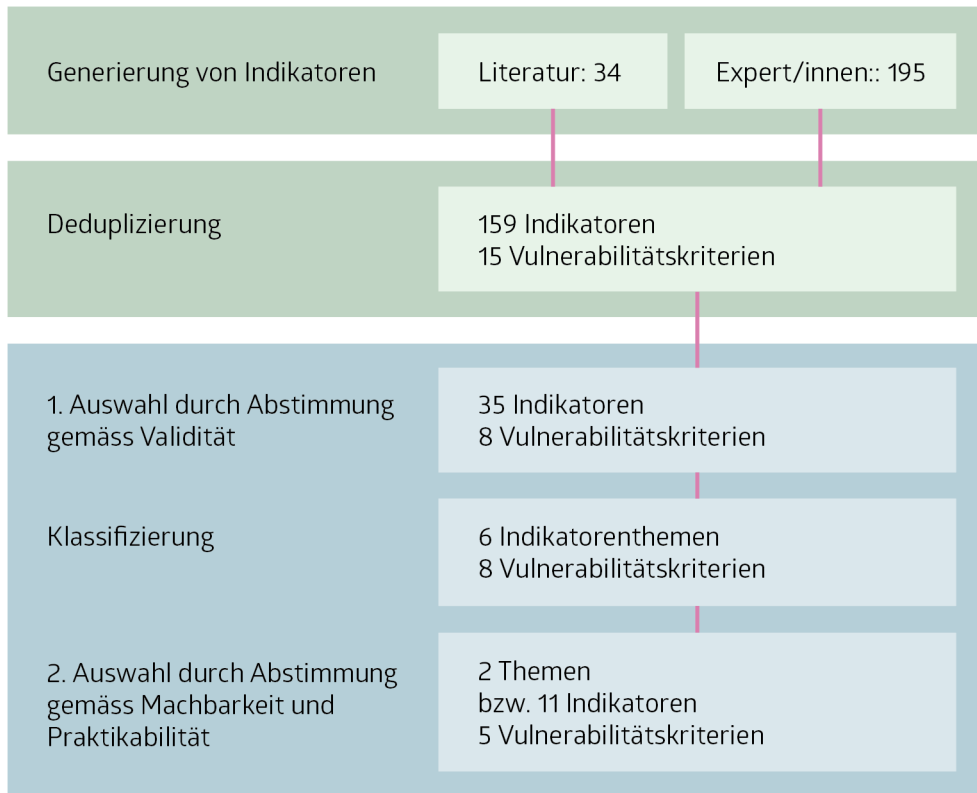 Generierung von Indikatoren
Literatur: 34
Expert/innen:: 195
Deduplizierung
159 Indikatoren
15 Vulnerabilitätskriterien
1. Auswahl durch Abstimmung
gemäss Validität
35 Indikatoren
8 Vulnerabilitätskriterien
Klassifizierung
6 Indikatorenthemen
8 Vulnerabilitätskriterien
2. Auswahl durch Abstimmung
gemäss Machbarkeit und
Praktikabilität
2 Themen
bzw. 11 Indikatoren
5 Vulnerabilitätskriterien